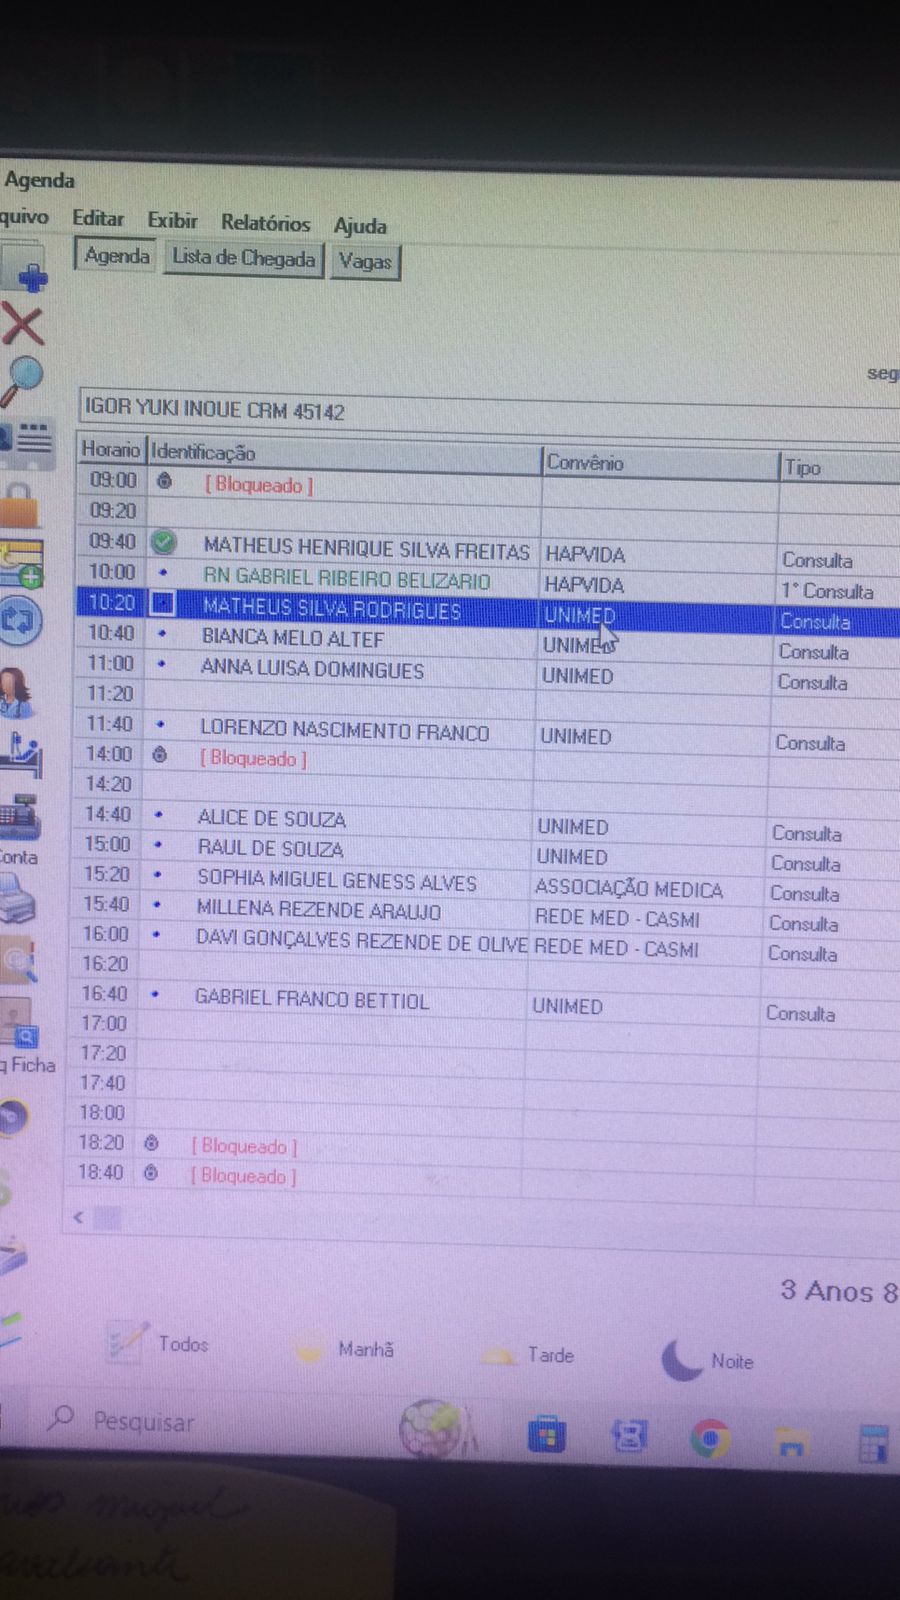 Agenda
quivo Editar Exibir Relatórios Ajuda
Agenda Lista de Chegada Vagas
seg
IGOR YUKI INOUE CRM 45142
Horario Identificação Convênio Tipo
09:00 [ Bloqueado ]
09:20
09:40 MATHEUS HENRIQUE SILVA FREITAS HAPVIDA Consulta
10:00 RN GABRIEL RIBEIRO BELIZARIO HAPVIDA 1ª Consulta
10:20 MATHEUS SILVA RODRIGUES UNIMED Consulta
10:40 BIANCA MELO ALTEF UNIMED Consulta
11:00 ANNA LUISA DOMINGUES UNIMED Consulta
11:20
11:40 LORENZO NASCIMENTO FRANCO UNIMED Consulta
14:00 [ Bloqueado ]
14:20
14:40 ALICE DE SOUZA UNIMED Consulta
15:00 RAUL DE SOUZA UNIMED Consulta
15:20 SOPHIA MIGUEL GENESS ALVES ASSOCIAÇÃO MEDICA Consulta
15:40 MILLENA REZENDE ARAUJO REDE MED - CASMI Consulta
16:00 DAVI GONÇALVES REZENDE DE OLIVE REDE MED - CASMI Consulta
16:20
16:40 GABRIEL FRANCO BETTIOL UNIMED Consulta
17:00
17:20
17:40
18:00
18:20 [ Bloqueado ]
18:40 [ Bloqueado ]
onta
q Ficha
3 Anos 8
Todos Manhã Tarde Noite
Pesquisar
miguel